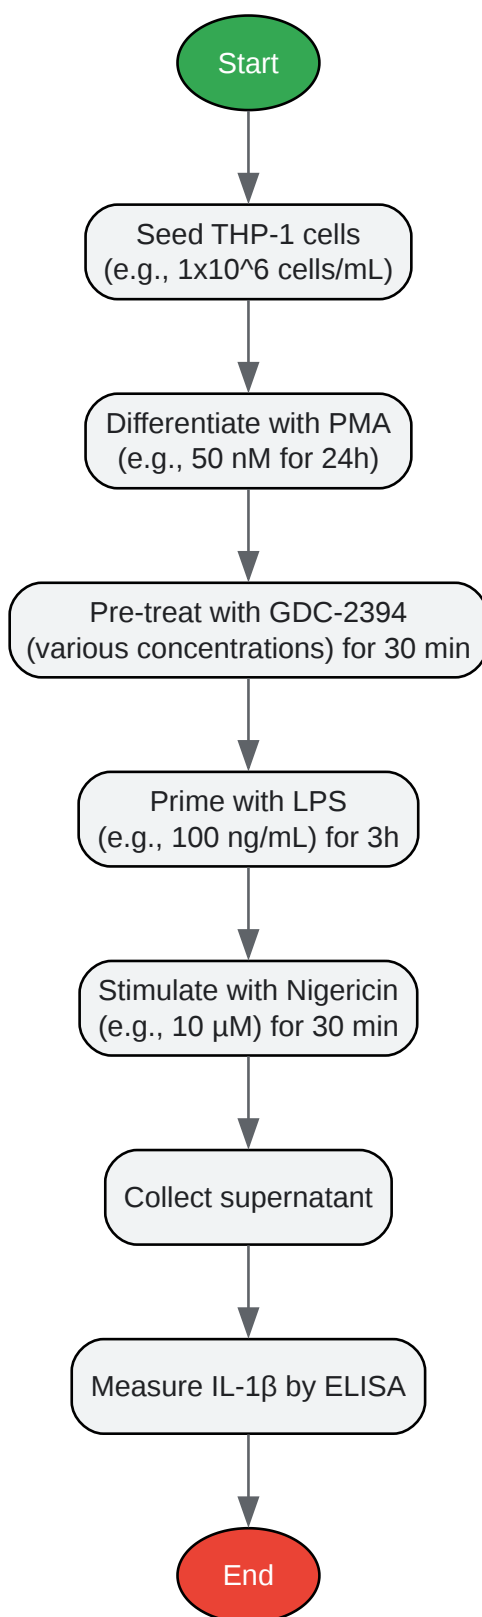 Start
Seed THP-1 cells
(e.g., 1x10^6 cells/mL)
Differentiate with PMA
(e.g., 50 nM for 24h)
Pre-treat with GDC-2394
(various concentrations) for 30 min
Prime with LPS
(e.g., 100 ng/mL) for 3h
Stimulate with Nigericin
(e.g., 10 µM) for 30 min
Collect supernatant
Measure IL-1β by ELISA
End